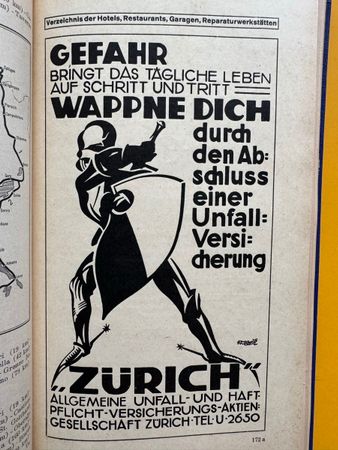 Verzeichnis der Hotels, Restaurants, Garagen, Reparaturwerkstätten
GEFAHR
BRINGT DAS TÄGLICHE LEBEN
AUF SCHRITT UND TRITT
WAPPNE DICH
durch
den Ab-
schluss
einer
Unfall-
Versi-
cherung
"ZÜRICH"
ALLGEMEINE UNFALL- UND HAFT-
PFLICHT-VERSICHERUNGS-AKTIEN-
GESELLSCHAFT ZÜRICH·TEL·U·2650
172 a